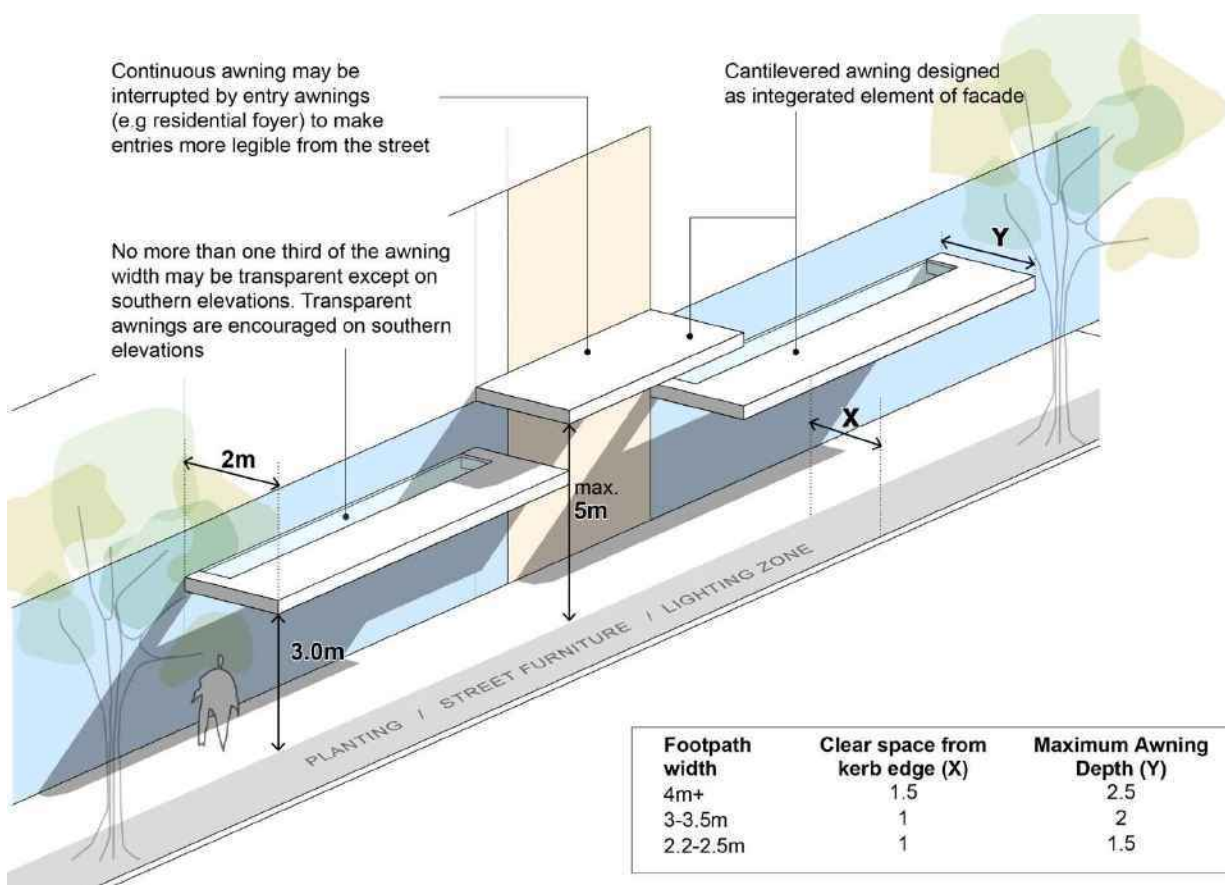 Continuous awning may be
interrupted by entry awnings
(e.g residential foyer) to make
entries more legible from the street
Cantilevered awning designed
as integerated element of facade
No more than one third of the awning
width may be transparent except on
southern elevations. Transparent
awnings are encouraged on southern
elevations
Y
2m
X
max.
5m
3.0m
PLANTING / STREET FURNITURE / LIGHTING ZONE
Footpath width Clear space from kerb edge (X) Maximum Awning Depth (Y)
4m+ 1.5 2.5
3-3.5m 1 2
2.2-2.5m 1 1.5